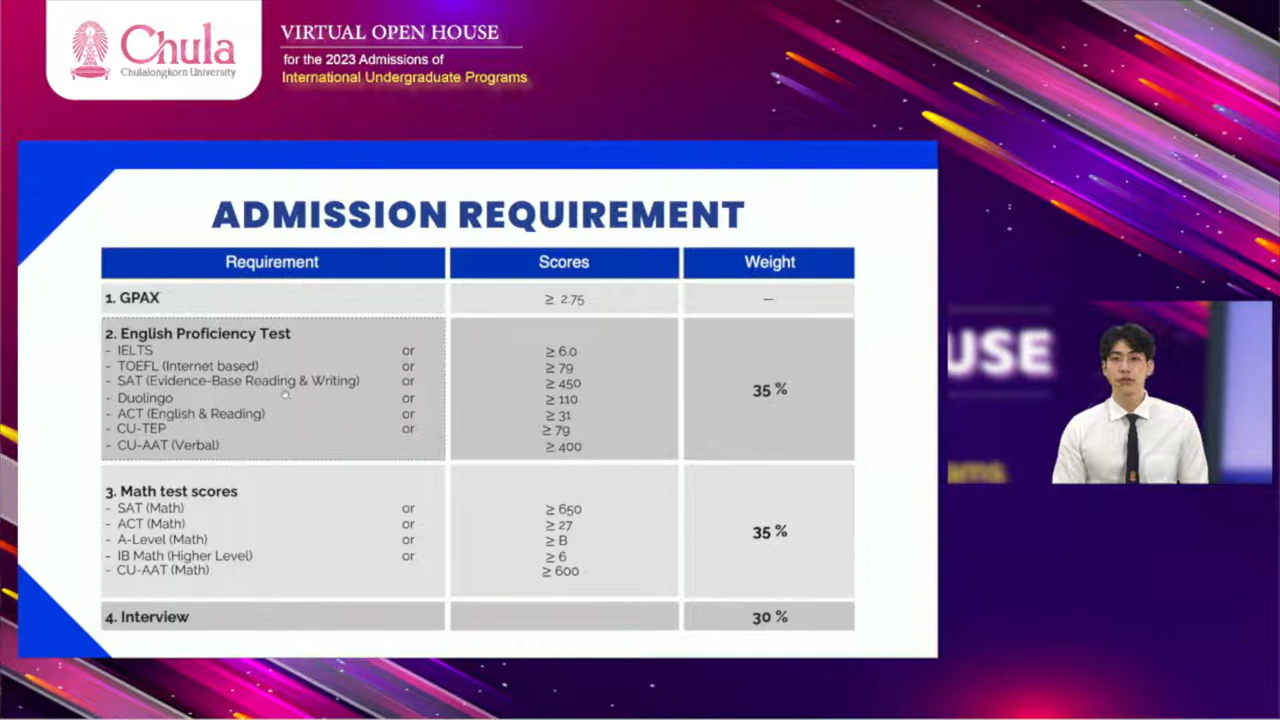 Chula
Chulalongkorn University
VIRTUAL OPEN HOUSE
for the 2023 Admissions of
International Undergraduate Programs
ADMISSION REQUIREMENT
Requirement Scores Weight
1. GPAX ≥ 2.75 –
2. English Proficiency Test
- IELTS or ≥ 6.0
- TOEFL (Internet based) or ≥ 79
- SAT (Evidence-Base Reading & Writing) or ≥ 450
- Duolingo or ≥ 110
- ACT (English & Reading) or ≥ 31
- CU-TEP or ≥ 79
- CU-AAT (Verbal) ≥ 400
35 %
3. Math test scores
- SAT (Math) or ≥ 650
- ACT (Math) or ≥ 27
- A-Level (Math) or ≥ B
- IB Math (Higher Level) or ≥ 6
- CU-AAT (Math) ≥ 600
35 %
4. Interview 30 %
USE
ams